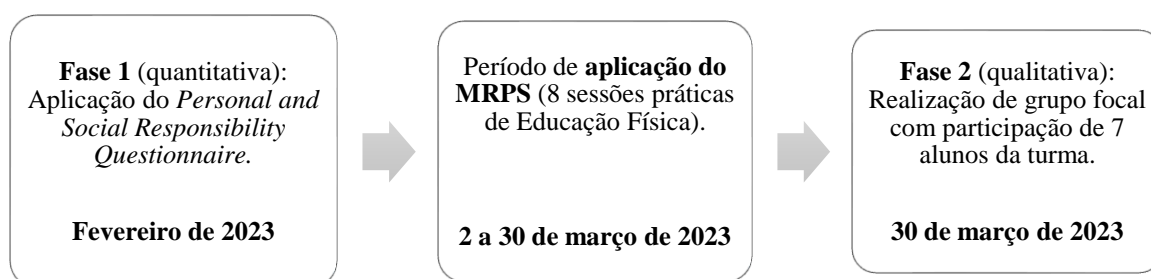 Fase 1 (quantitativa):
Aplicação do Personal and
Social Responsibility
Questionnaire.
Fevereiro de 2023
Período de aplicação do
MRPS (8 sessões práticas
de Educação Física).
2 a 30 de março de 2023
Fase 2 (qualitativa):
Realização de grupo focal
com participação de 7
alunos da turma.
30 de março de 2023